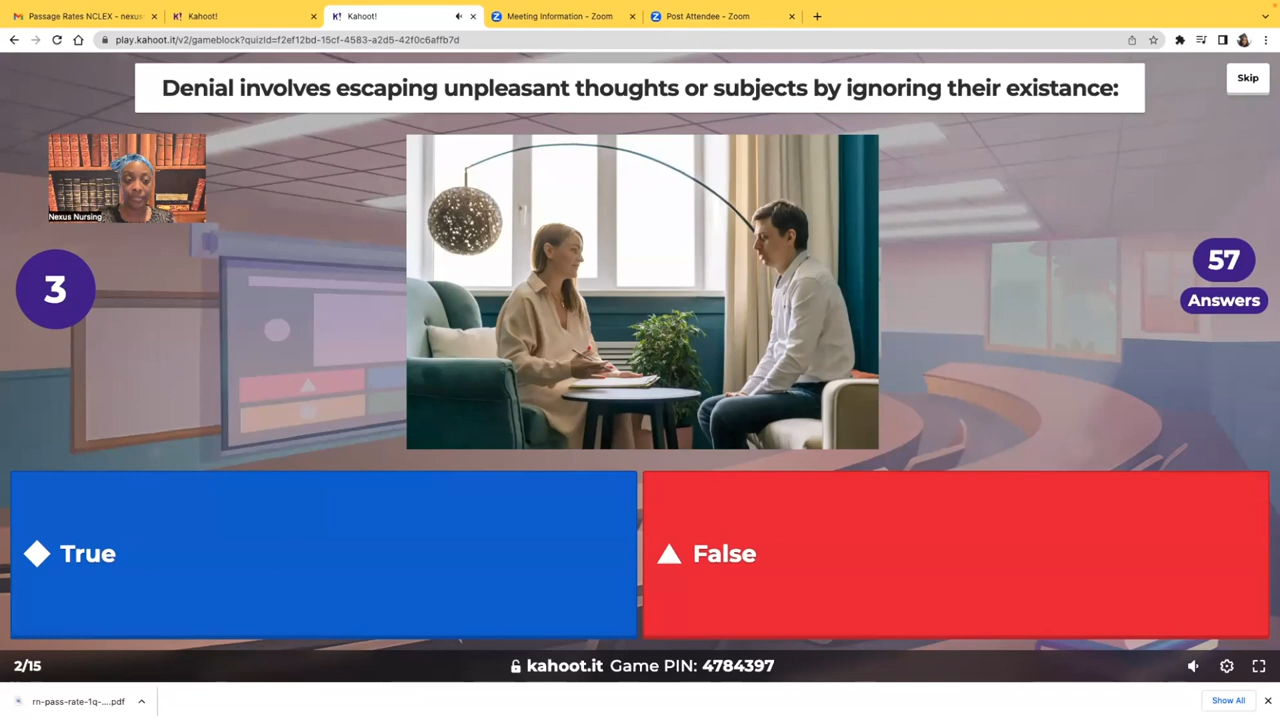 Passage Rates NCLEX - nexus
Kahoot!
Kahoot!
Meeting Information - Zoom
Post Attendee - Zoom
play.kahoot.it/v2/gameblock?quizId=f2ef12bd-15cf-4583-a2d5-42f0c6affb7d
Denial involves escaping unpleasant thoughts or subjects by ignoring their existance:
Skip
Nexus Nursing
3
57
Answers
True
False
2/15
kahoot.it Game PIN: 4784397
rn-pass-rate-1q-....pdf
Show All